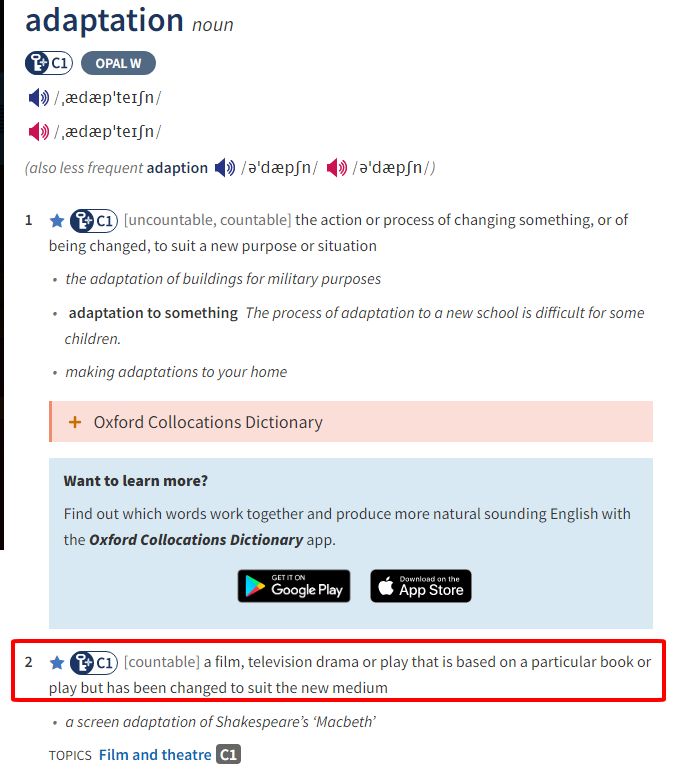 adaptation noun
C1 OPAL W
/ˌædæpˈteɪʃn/
/ˌædæpˈteɪʃn/
(also less frequent adaption /əˈdæpʃn/ /əˈdæpʃn/)
1 C1 [uncountable, countable] the action or process of changing something, or of
being changed, to suit a new purpose or situation
• the adaptation of buildings for military purposes
• adaptation to something The process of adaptation to a new school is difficult for some
children.
• making adaptations to your home
+ Oxford Collocations Dictionary
Want to learn more?
Find out which words work together and produce more natural sounding English with
the Oxford Collocations Dictionary app.
GET IT ON
Google Play
Download on the
App Store
2 C1 [countable] a film, television drama or play that is based on a particular book or
play but has been changed to suit the new medium
• a screen adaptation of Shakespeare’s ‘Macbeth’
TOPICS Film and theatre C1